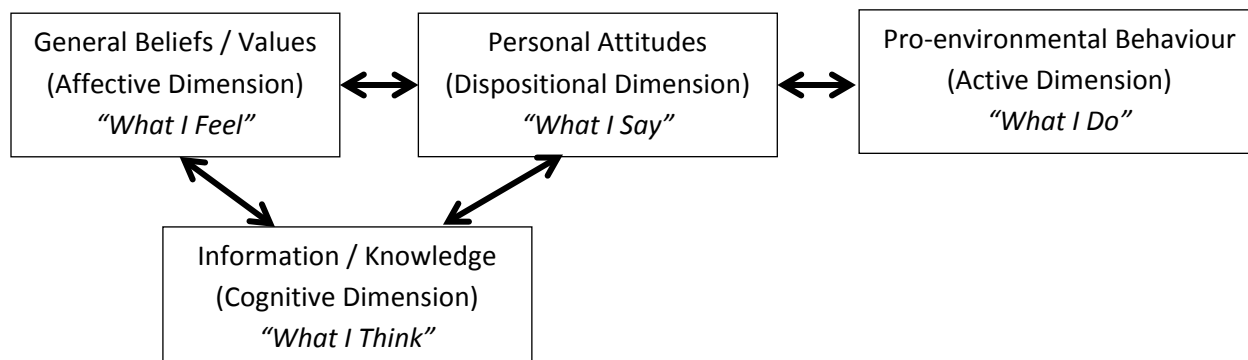 General Beliefs / Values
(Affective Dimension)
“What I Feel”
Personal Attitudes
(Dispositional Dimension)
“What I Say”
Pro-environmental Behaviour
(Active Dimension)
“What I Do”
Information / Knowledge
(Cognitive Dimension)
“What I Think”